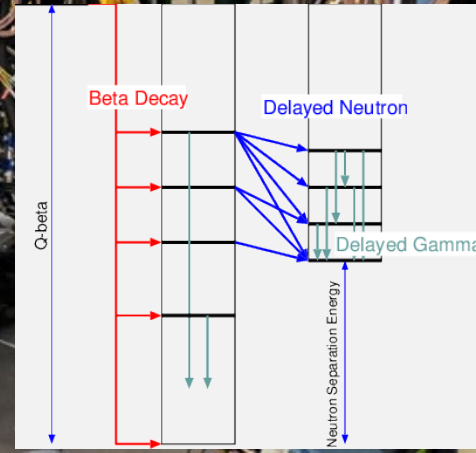 Beta Decay
Delayed Neutron
Q-beta
Delayed Gamma
Neutron Separation Energy